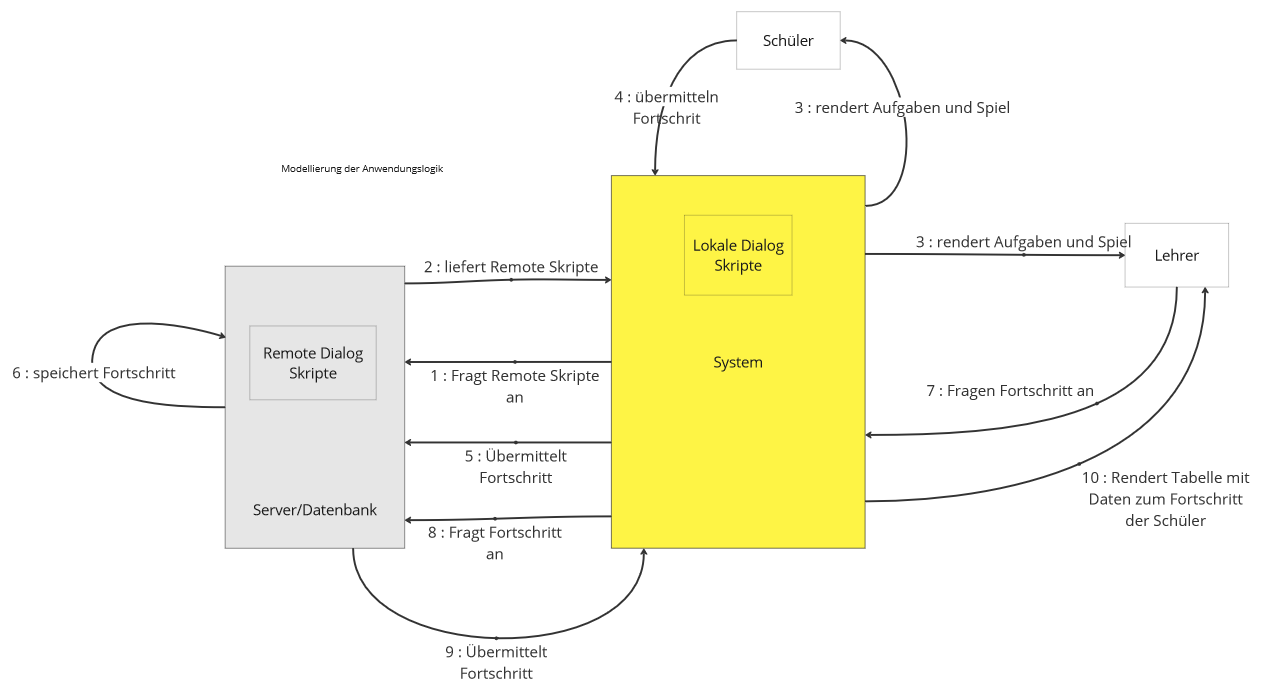 Schüler
4 : übermitteln
Fortschrit
3 : rendert Aufgaben und Spiel
Modellierung der Anwendungslogik
Lokale Dialog
Skripte
3 : rendert Aufgaben und Spiel
Lehrer
2 : liefert Remote Skripte
Remote Dialog
Skripte
System
6 : speichert Fortschritt
1 : Fragt Remote Skripte
an
7 : Fragen Fortschritt an
5 : Übermittelt
Fortschritt
10 : Rendert Tabelle mit
Daten zum Fortschritt
der Schüler
Server/Datenbank
8 : Fragt Fortschritt
an
9 : Übermittelt
Fortschritt